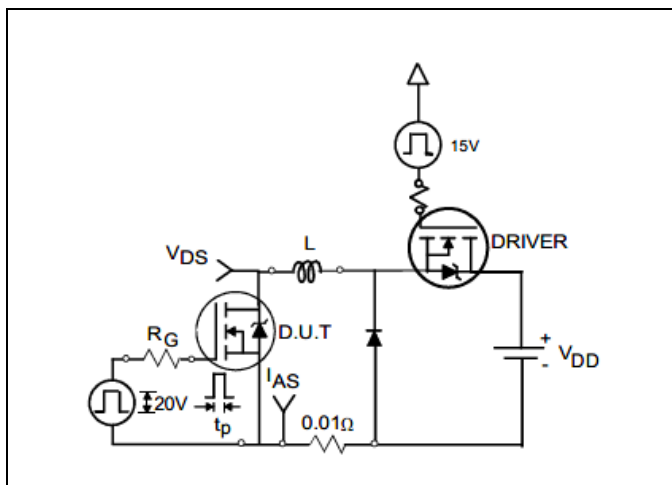 15V
DRIVER
L
VDS
D.U.T
RG
IAS
+
-
VDD
20V
tp
0.01Ω